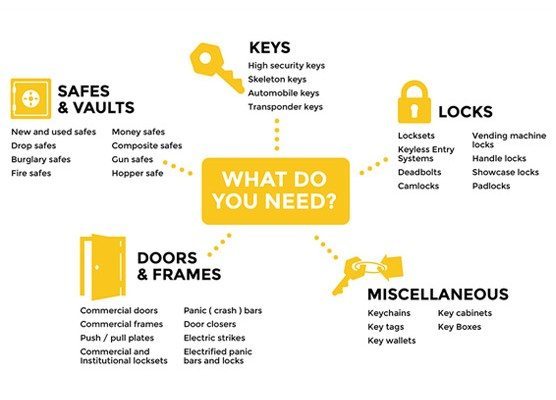 KEYS
High security keys
Skeleton keys
Automobile keys
Transponder keys
SAFES
& VAULTS
New and used safes
Drop safes
Burglary safes
Fire safes
Money safes
Composite safes
Gun safes
Hopper safe
LOCKS
Locksets
Keyless Entry
Systems
Deadbolts
Camlocks
Vending machine
locks
Handle locks
Showcase locks
Padlocks
WHAT DO
YOU NEED?
DOORS
& FRAMES
Commercial doors
Commercial frames
Push / pull plates
Commercial and
Institutional locksets
Panic ( crash ) bars
Door closers
Electric strikes
Electrified panic
bars and locks
MISCELLANEOUS
Keychains
Key tags
Key wallets
Key cabinets
Key Boxes